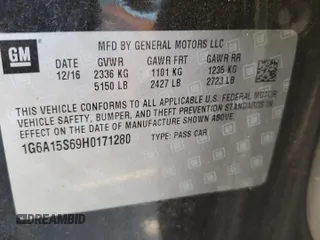 GM
MFD BY GENERAL MOTORS LLC
DATE GVWR GAWR FRT GAWR RR
12/16 2336 KG 1101 KG 1235 KG
5150 LB 2427 LB 2723 LB
THIS VEHICLE CONFORMS TO ALL APPLICABLE U.S. FEDERAL MOTOR
VEHICLE SAFETY, BUMPER, AND THEFT PREVENTION STANDARDS
IN EFFECT ON THE DATE OF MANUFACTURE SHOWN ABOVE.
1G6A15S69H0171280 TYPE: PASS CAR
DREAMBID